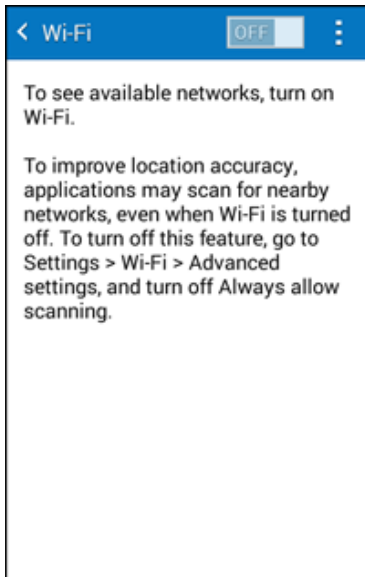 Wi-Fi OFF
To see available networks, turn on
Wi-Fi.
To improve location accuracy,
applications may scan for nearby
networks, even when Wi-Fi is turned
off. To turn off this feature, go to
Settings > Wi-Fi > Advanced
settings, and turn off Always allow
scanning.